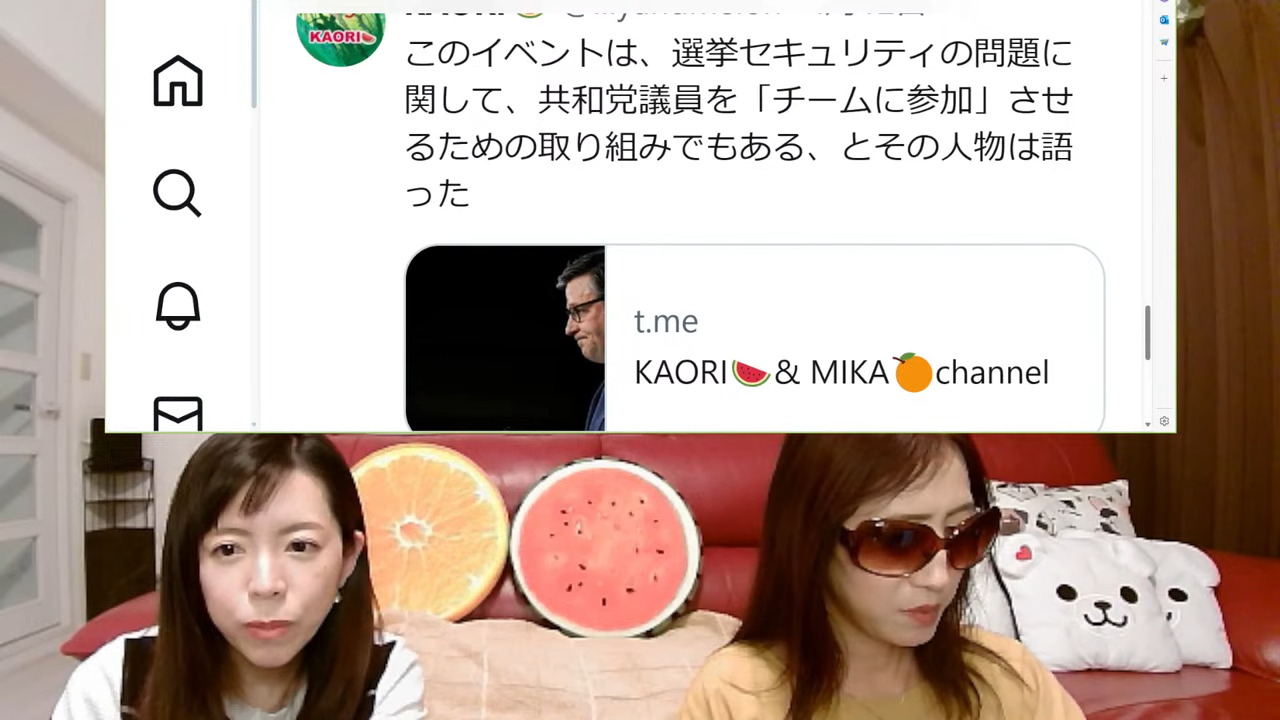 KAORI🍉
このイベントは、選挙セキュリティの問題に
関して、共和党議員を「チームに参加」させ
るための取り組みでもある、とその人物は語
った
t.me
KAORI🍉& MIKA🍊channel